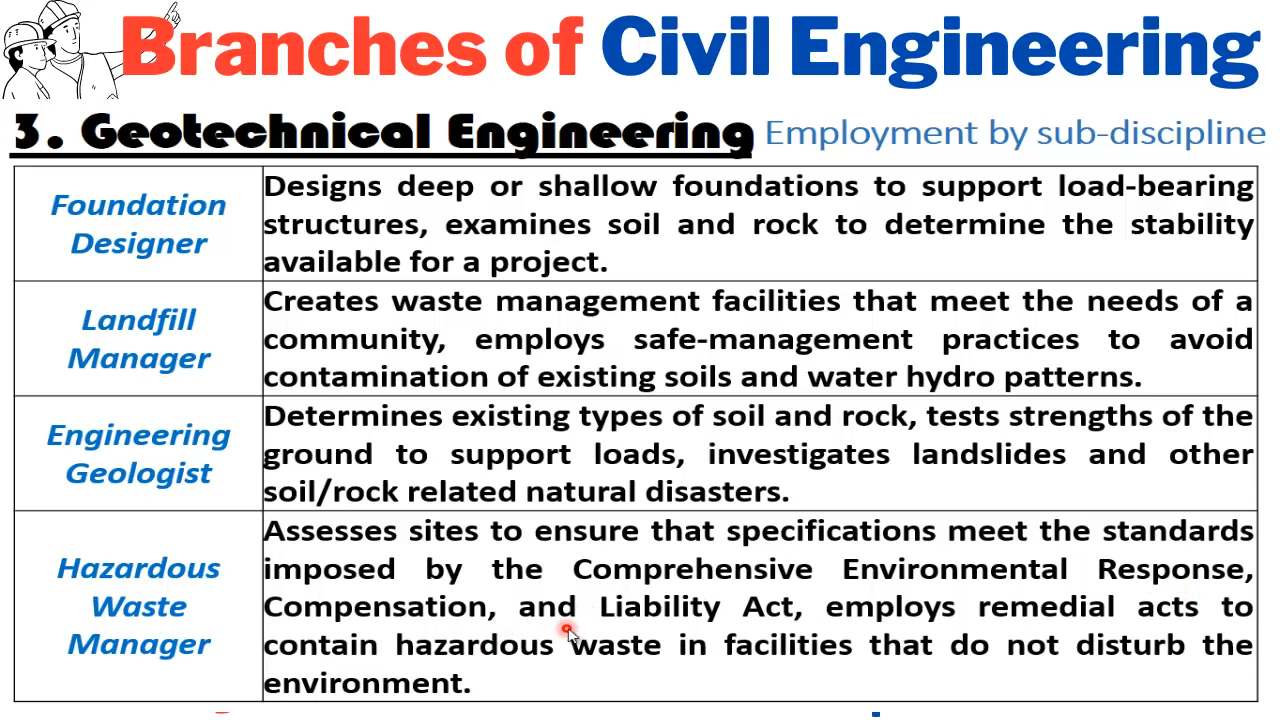 Branches of Civil Engineering
3. Geotechnical Engineering Employment by sub-discipline
Foundation
Designer
Designs deep or shallow foundations to support load-bearing
structures, examines soil and rock to determine the stability
available for a project.
Landfill
Manager
Creates waste management facilities that meet the needs of a
community, employs safe-management practices to avoid
contamination of existing soils and water hydro patterns.
Engineering
Geologist
Determines existing types of soil and rock, tests strengths of the
ground to support loads, investigates landslides and other
soil/rock related natural disasters.
Hazardous
Waste
Manager
Assesses sites to ensure that specifications meet the standards
imposed by the Comprehensive Environmental Response,
Compensation, and Liability Act, employs remedial acts to
contain hazardous waste in facilities that do not disturb the
environment.